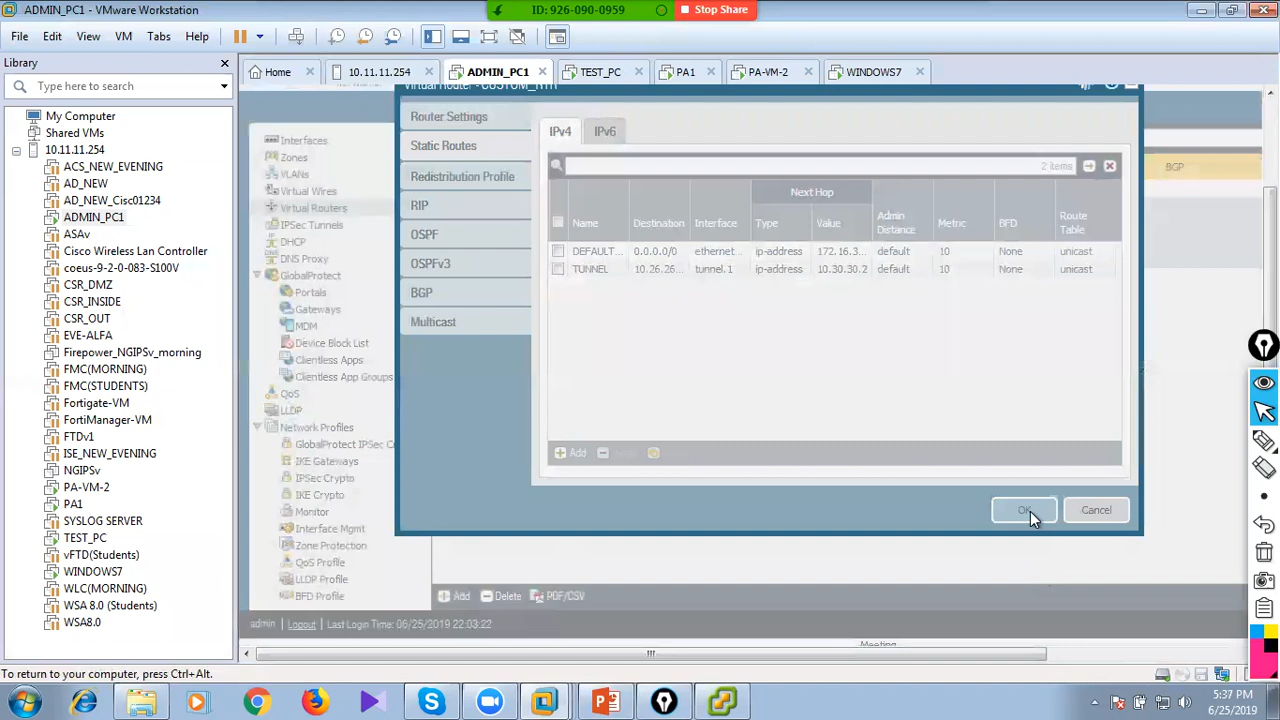 ADMIN_PC1 - VMware Workstation
ID: 926-090-0959
Stop Share
File Edit View VM Tabs Help
Library
Type here to search
My Computer
Shared VMs
10.11.11.254
ACS_NEW_EVENING
AD_NEW
AD_NEW_Cisc01234
ADMIN_PC1
ASAv
Cisco Wireless Lan Controller
coeus-9-2-0-083-S100V
CSR_DMZ
CSR_INSIDE
CSR_OUT
EVE-ALFA
Firepower_NGIPSv_morning
FMC(MORNING)
FMC(STUDENTS)
Fortigate-VM
FortiManager-VM
FTDv1
ISE_NEW_EVENING
NGIPSv
PA-VM-2
PA1
SYSLOG SERVER
TEST_PC
vFTD(Students)
WINDOWS7
WLC(MORNING)
WSA 8.0 (Students)
WSA8.0
Home 10.11.11.254 ADMIN_PC1 TEST_PC PA1 PA-VM-2 WINDOWS7
Interfaces
Zones
VLANs
Virtual Wires
Virtual Routers
IPSec Tunnels
DHCP
DNS Proxy
GlobalProtect
Portals
Gateways
MDM
Device Block List
Clientless Apps
Clientless App Groups
QoS
LLDP
Network Profiles
GlobalProtect IPSec C
IKE Gateways
IPSec Crypto
IKE Crypto
Monitor
Interface Mgmt
Zone Protection
QoS Profile
LLDP Profile
BFD Profile
Virtual Router -
Router Settings
Static Routes
Redistribution Profile
RIP
OSPF
OSPFv3
BGP
Multicast
IPv4 IPv6
2 items
Next Hop
Name Destination Interface Type Value Admin Distance Metric BFD Route Table
DEFAULT... 0.0.0.0/0 ethernet... ip-address 172.16.3... default 10 None unicast
TUNNEL 10.26.26... tunnel.1 ip-address 10.30.30.2 default 10 None unicast
Add
OK Cancel
BGP
Add Delete PDF/CSV
admin Logout Last Login Time: 06/25/2019 22:03:22
Meeting
To return to your computer, press Ctrl+Alt.
5:37 PM
6/25/2019